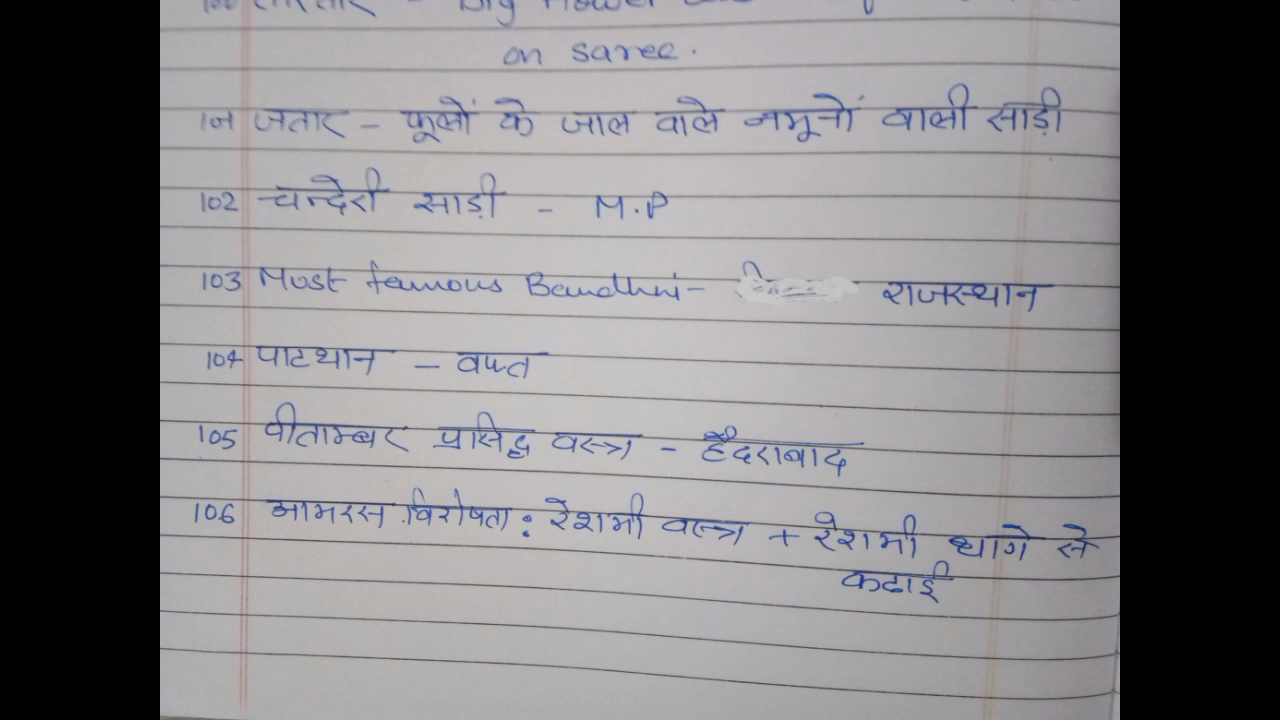 on saree.
101 जतार - फूलों के जाल वाले नमूनों वाली साड़ी
102 चन्देरी साड़ी - M.P
103 Most famous Bandhni - राजस्थान
104 पाटथान - वफ्त
105 पीताम्बर प्रसिद्ध वस्त्र - हैदराबाद
106 आमरस विशेषता : रेशमी वस्त्र + रेशमी धागे से
कढाई